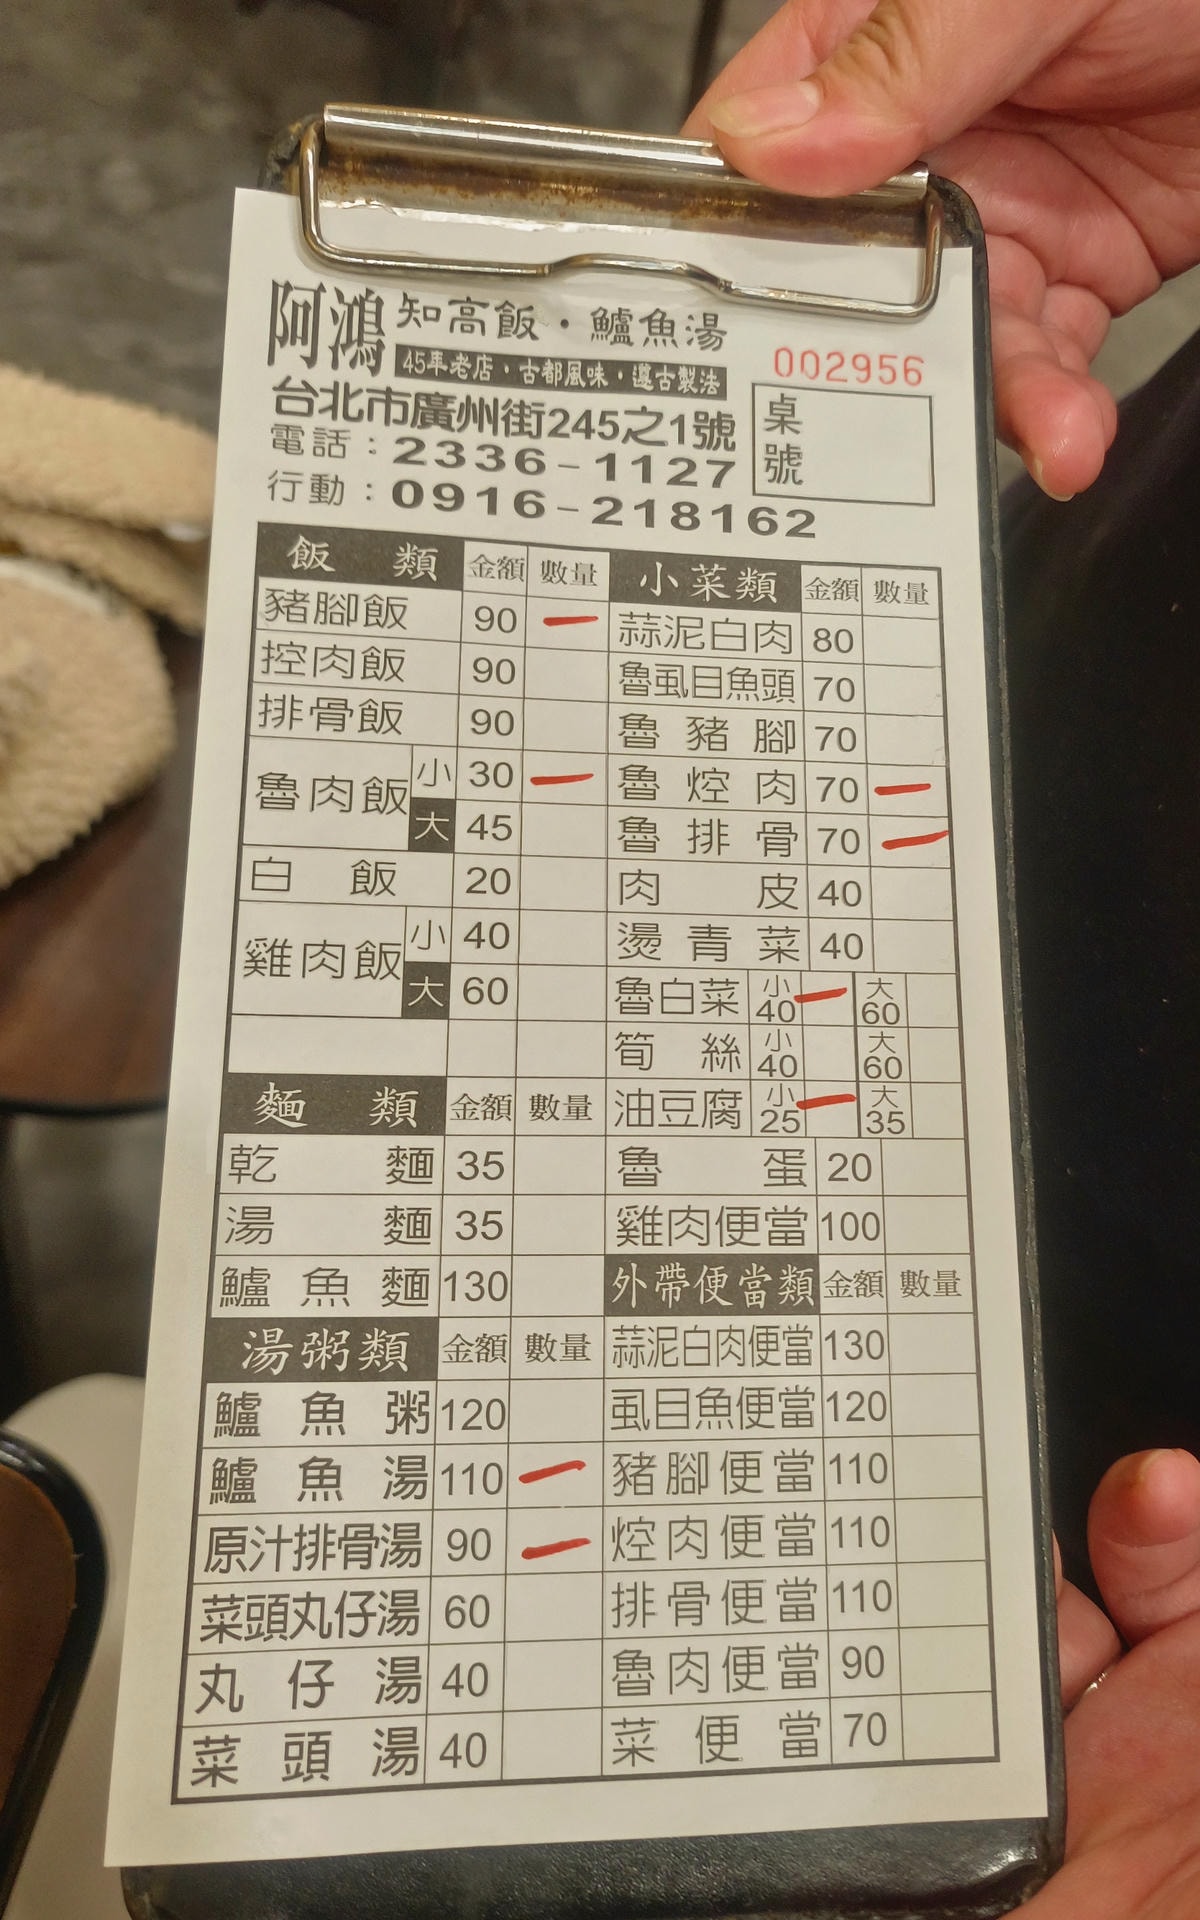 阿鴻 知高飯・鱸魚湯
45年老店・古都風味・遵古製法
002956
台北市廣州街245之1號
電話：2336-1127
行動：0916-218162
桌號
飯類 金額 數量
豬腳飯 90 一
控肉飯 90
排骨飯 90
魯肉飯 小 30 一
大 45
白飯 20
雞肉飯 小 40
大 60
麵類 金額 數量
乾麵 35
湯麵 35
鱸魚麵 130
湯粥類 金額 數量
鱸魚粥 120
鱸魚湯 110 一
原汁排骨湯 90 一
菜頭丸仔湯 60
丸仔湯 40
菜頭湯 40
小菜類 金額 數量
蒜泥白肉 80
魯虱目魚頭 70
魯豬腳 70
魯焢肉 70 一
魯排骨 70 一
肉皮 40
燙青菜 40
魯白菜 小40 一 大60
筍絲 小40 大60
油豆腐 小25 一 大35
魯蛋 20
雞肉便當 100
外帶便當類 金額 數量
蒜泥白肉便當 130
虱目魚便當 120
豬腳便當 110
焢肉便當 110
排骨便當 110
魯肉便當 90
菜便當 70